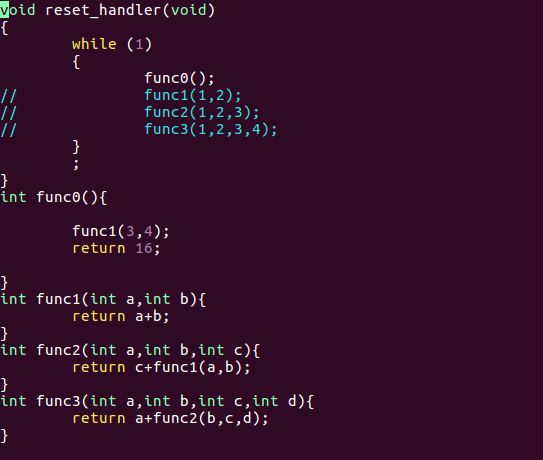 void reset_handler(void)
{
        while (1)
        {
                func0();
//              func1(1,2);
//              func2(1,2,3);
//              func3(1,2,3,4);
        }
        ;
}
int func0(){

        func1(3,4);
        return 16;

}
int func1(int a,int b){
        return a+b;
}
int func2(int a,int b,int c){
        return c+func1(a,b);
}
int func3(int a,int b,int c,int d){
        return a+func2(b,c,d);
}